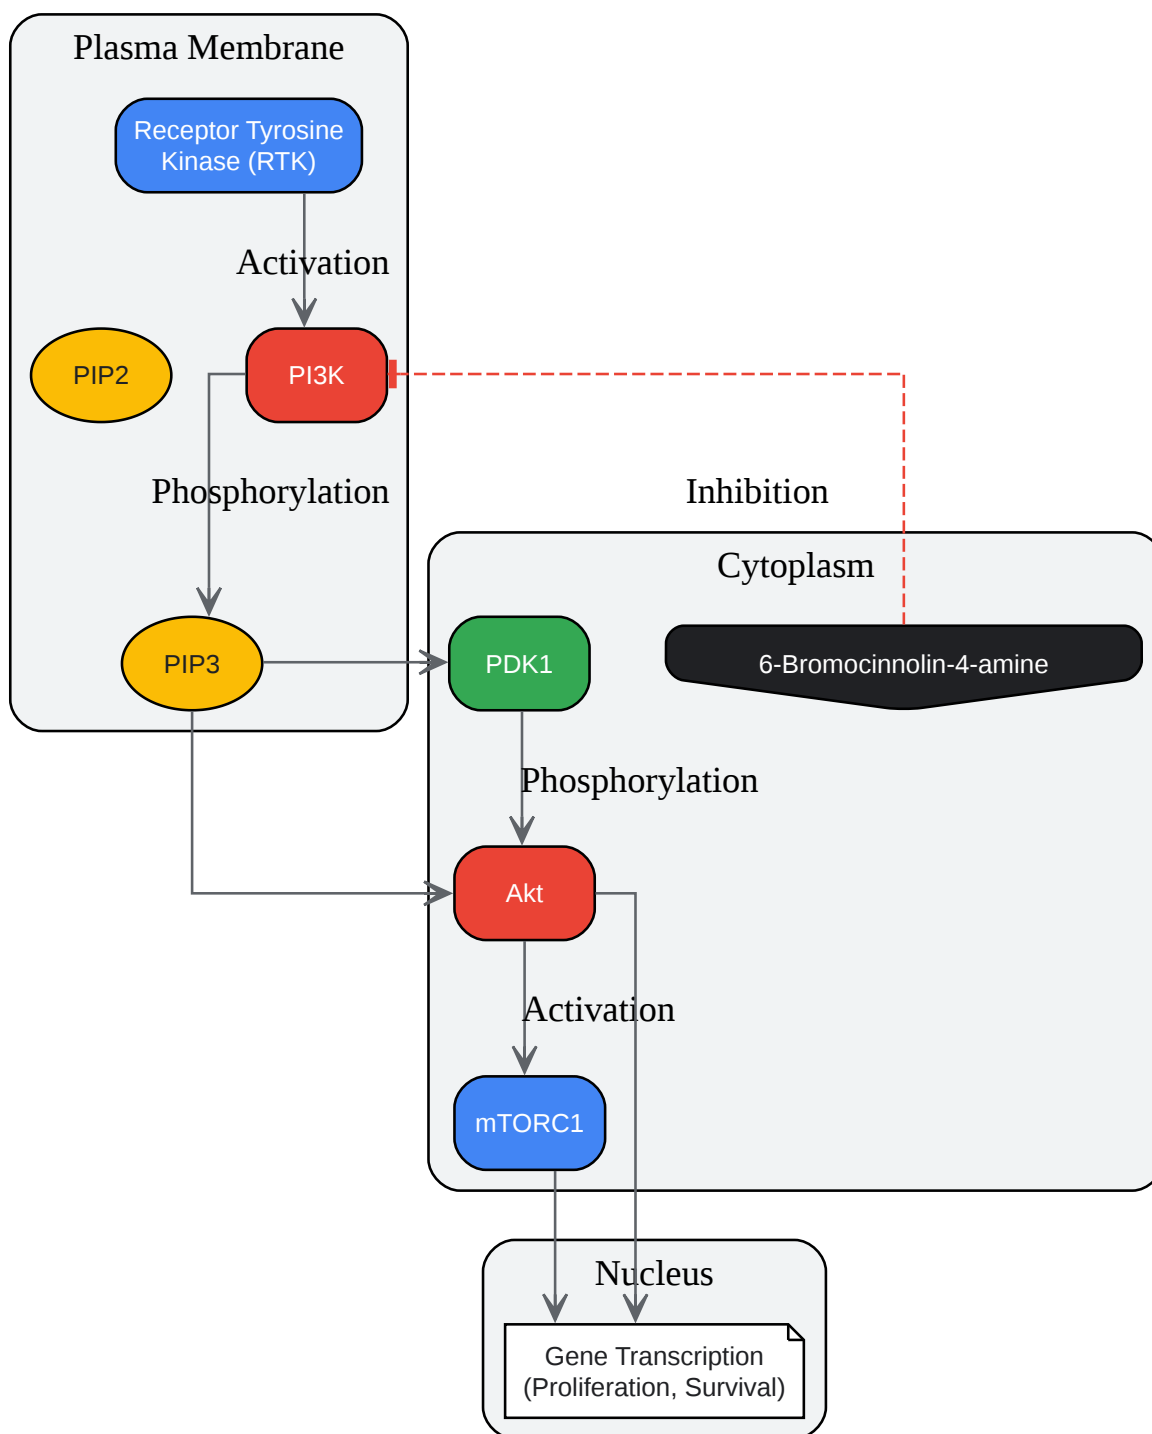 Plasma Membrane
Receptor Tyrosine
Kinase (RTK)
Activation
PIP2
PI3K
Phosphorylation
Inhibition
Cytoplasm
PIP3
PDK1
6-Bromocinnolin-4-amine
Phosphorylation
Akt
Activation
mTORC1
Nucleus
Gene Transcription
(Proliferation, Survival)